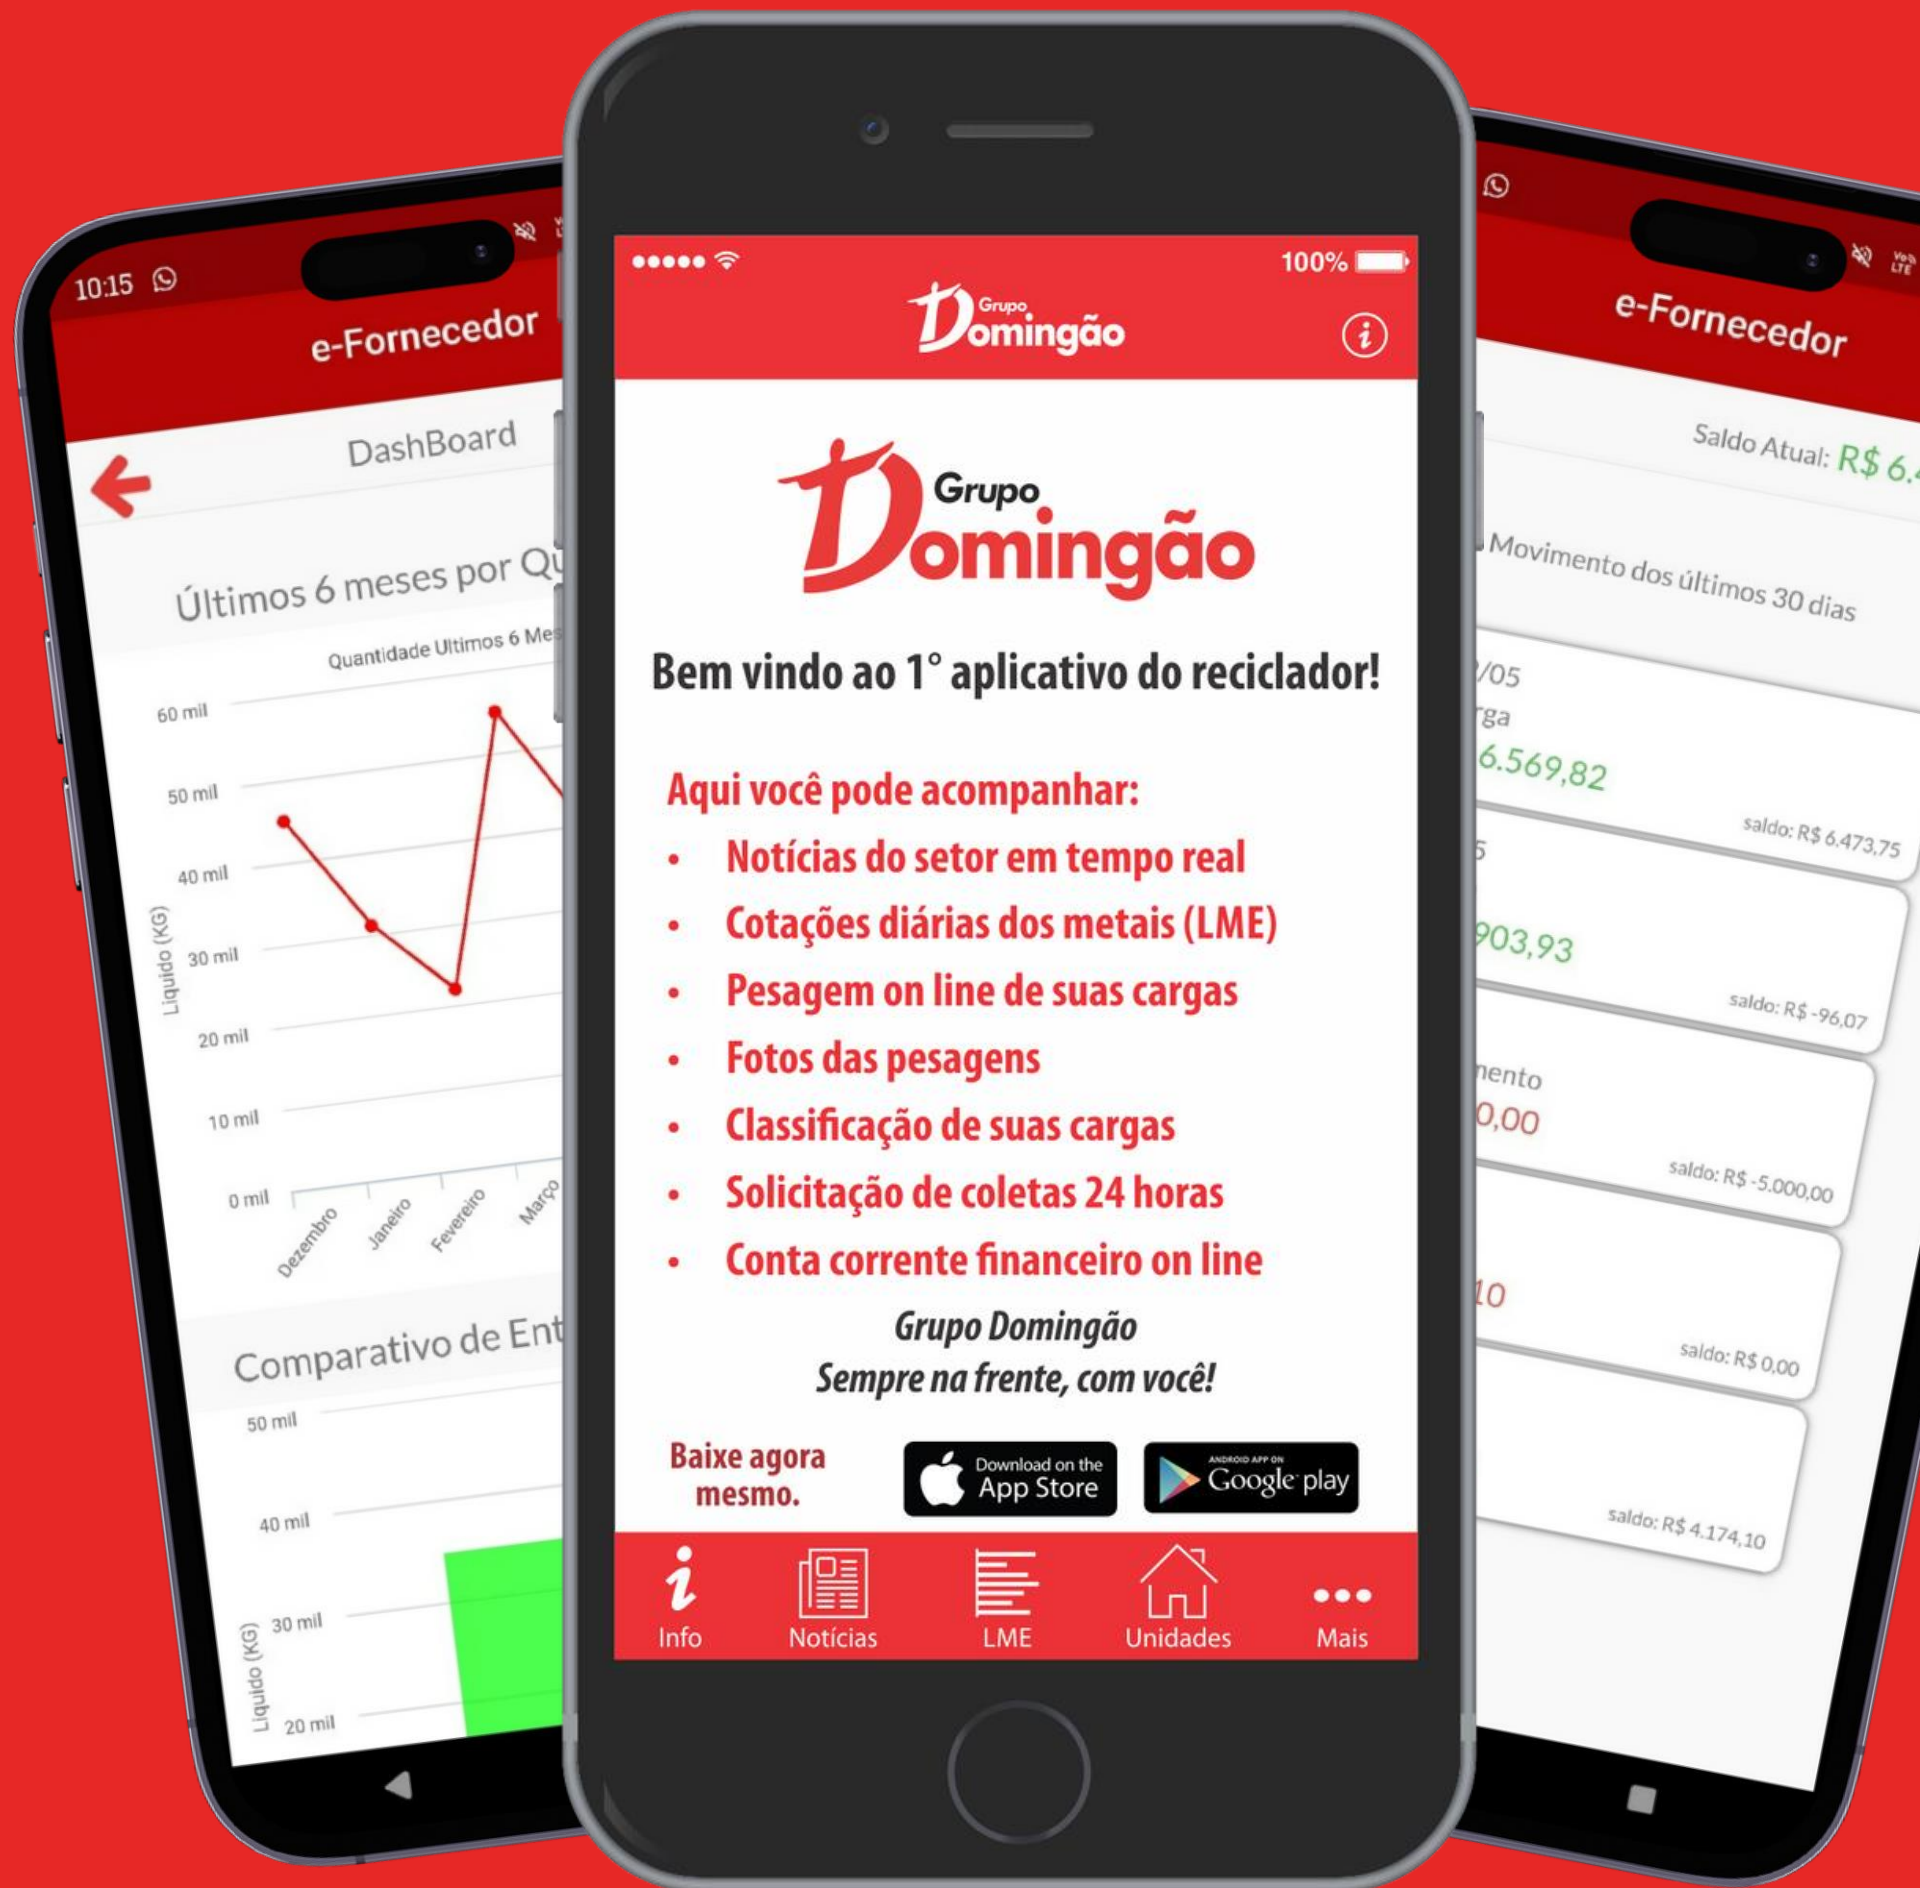 10:15
e-Fornecedor
DashBoard
Últimos 6 meses por
Quantidade Ultimos 6
60 mil
50 mil
40 mil
30 mil
20 mil
10 mil
0 mil
Liquido (KG)
Dezembro
Janeiro
Fevereiro
Março
Comparativo de
50 mil
40 mil
30 mil
20 mil
Liquido (KG)
100%
Grupo
Domingão
Grupo
Domingão
Bem vindo ao 1° aplicativo do reciclador!
Aqui você pode acompanhar:
• Notícias do setor em tempo real
• Cotações diárias dos metais (LME)
• Pesagem on line de suas cargas
• Fotos das pesagens
• Classificação de suas cargas
• Solicitação de coletas 24 horas
• Conta corrente financeiro on line
Grupo Domingão
Sempre na frente, com você!
Baixe agora
mesmo.
Download on the
App Store
ANDROID APP ON
Google play
Info
Notícias
LME
Unidades
Mais
LTE
e-Fornecedor
Saldo Atual: R$
Movimento dos últimos 30 dias
/05
6.569,82
saldo: R$ 6.473,75
903,93
saldo: R$ -96,07
0,00
saldo: R$ -5.000,00
10
saldo: R$ 0,00
saldo: R$ 4.174,10